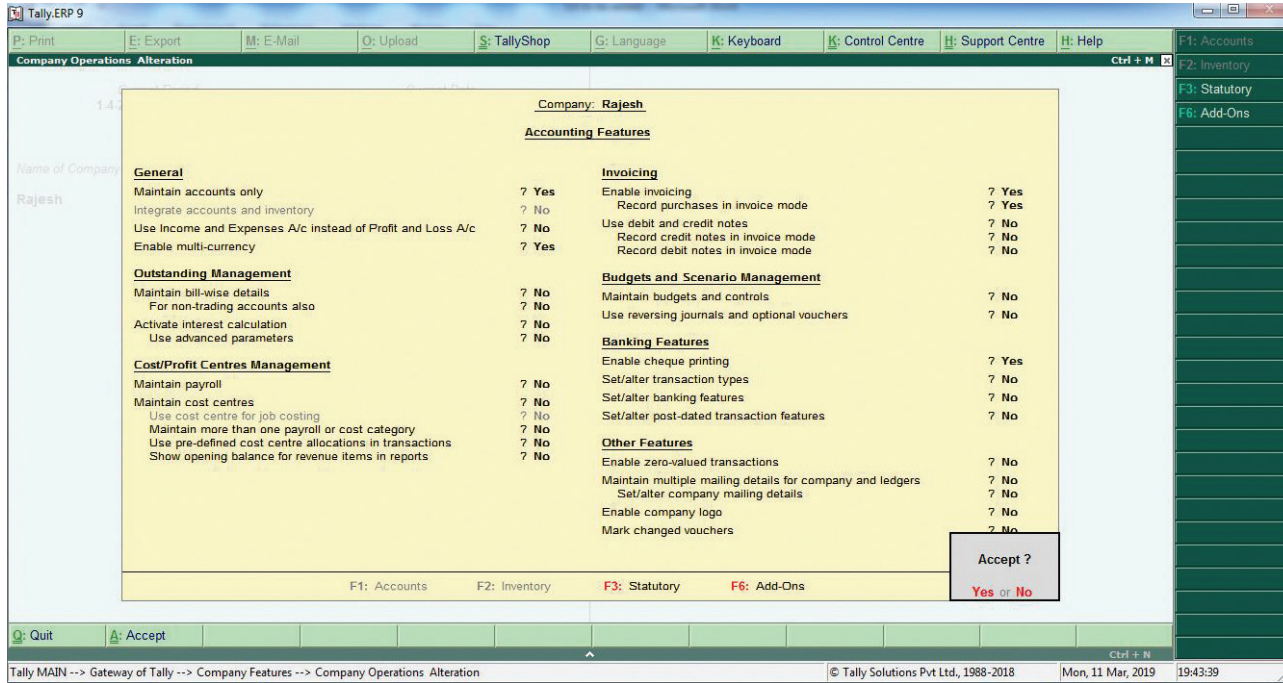 Tally.ERP 9
P: Print E: Export M: E-Mail O: Upload S: TallyShop G: Language K: Keyboard K: Control Centre H: Support Centre H: Help F1: Accounts
Company Operations Alteration Ctrl + M
F2: Inventory
F3: Statutory
F6: Add-Ons
Name of Company
Rajesh
Company: Rajesh
Accounting Features
General
Maintain accounts only ? Yes
Integrate accounts and inventory ? No
Use Income and Expenses A/c instead of Profit and Loss A/c ? No
Enable multi-currency ? Yes
Outstanding Management
Maintain bill-wise details ? No
For non-trading accounts also ? No
Activate interest calculation ? No
Use advanced parameters ? No
Cost/Profit Centres Management
Maintain payroll ? No
Maintain cost centres ? No
Use cost centre for job costing ? No
Maintain more than one payroll or cost category ? No
Use pre-defined cost centre allocations in transactions ? No
Show opening balance for revenue items in reports ? No
Invoicing
Enable invoicing ? Yes
Record purchases in invoice mode ? Yes
Use debit and credit notes ? No
Record credit notes in invoice mode ? No
Record debit notes in invoice mode ? No
Budgets and Scenario Management
Maintain budgets and controls ? No
Use reversing journals and optional vouchers ? No
Banking Features
Enable cheque printing ? Yes
Set/alter transaction types ? No
Set/alter banking features ? No
Set/alter post-dated transaction features ? No
Other Features
Enable zero-valued transactions ? No
Maintain multiple mailing details for company and ledgers ? No
Set/alter company mailing details ? No
Enable company logo ? No
Mark changed vouchers ? No
Accept ?
Yes or No
F1: Accounts F2: Inventory F3: Statutory F6: Add-Ons
Q: Quit A: Accept
Ctrl + N
Tally MAIN --> Gateway of Tally --> Company Features --> Company Operations Alteration © Tally Solutions Pvt Ltd., 1988-2018 Mon, 11 Mar, 2019 19:43:39